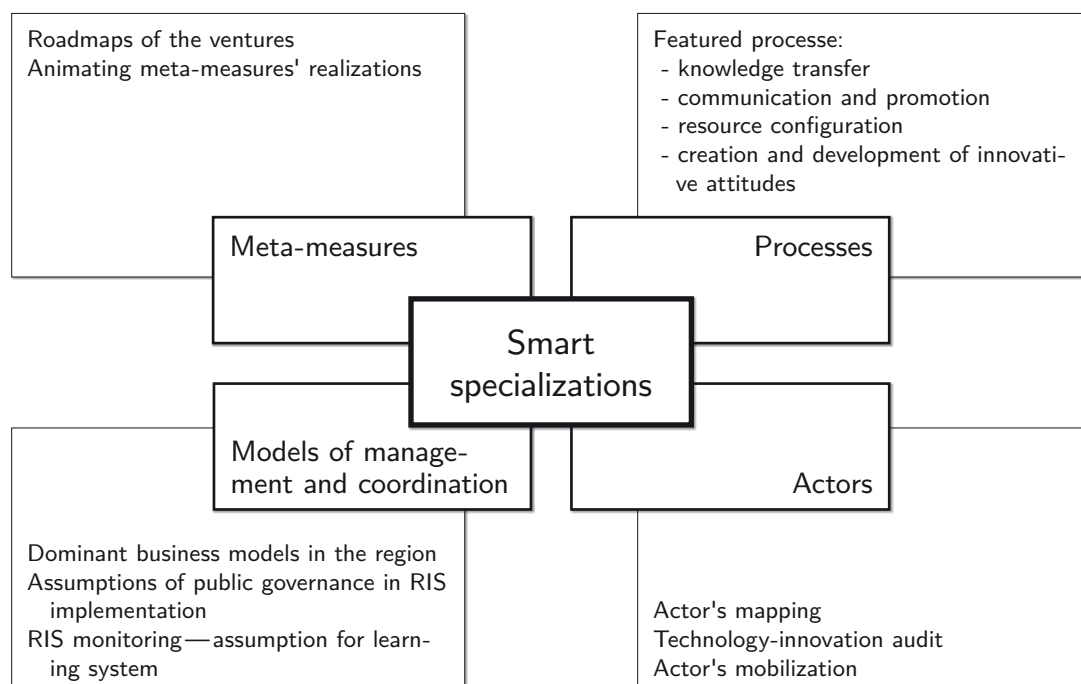 Roadmaps of the ventures
Animating meta-measures' realizations
Featured processe:
- knowledge transfer
- communication and promotion
- resource configuration
- creation and development of innovati-
ve attitudes
Meta-measures
Processes
Smart
specializations
Models of manage-
ment and coordination
Actors
Dominant business models in the region
Assumptions of public governance in RIS
implementation
RIS monitoring—assumption for learn-
ing system
Actor's mapping
Technology-innovation audit
Actor's mobilization